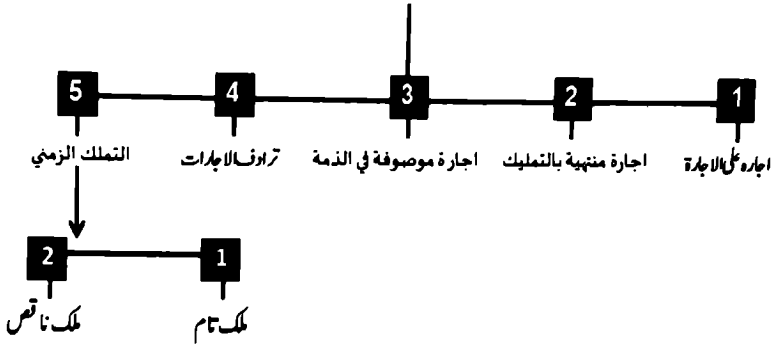 1 2 3 4 5
اجاره على الاجارة
اجارة منتهية بالتمليك
اجارة موصوفة في الذمة
ترادف الاجارات
التملك الزمني
1 2
ملك تام
ملك ناقص